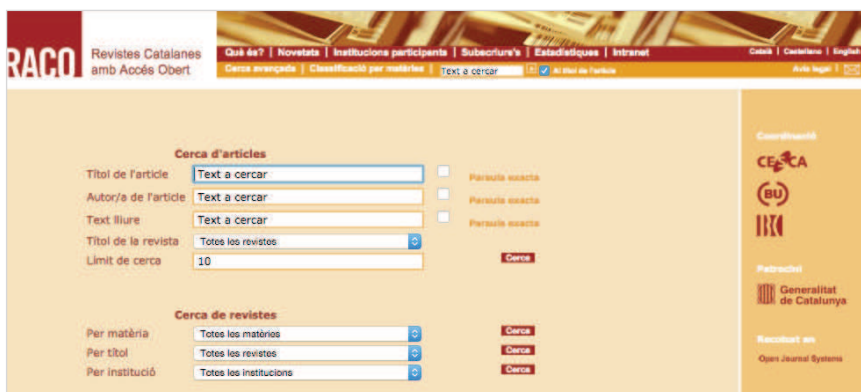 RACO
Revistes Catalanes
amb Accés Obert
Què és? | Novetats | Institucions participants | Subscriure's | Estadístiques | Intranet
Català | Castellano | English
Cerca avançada | Classificació per matèries | Text a cercar Al títol de l'article
Avís legal |
Cerca d'articles
Títol de l'article Text a cercar Paraula exacta
Autor/a de l'article Text a cercar Paraula exacta
Text lliure Text a cercar Paraula exacta
Títol de la revista Totes les revistes
Límit de cerca 10 Cerca
Cerca de revistes
Per matèria Totes les matèries Cerca
Per títol Totes les revistes Cerca
Per institució Totes les institucions Cerca
Coordinació
CESCA
(BU)
Patrocini
Generalitat
de Catalunya
Recolzat en
Open Journal Systems